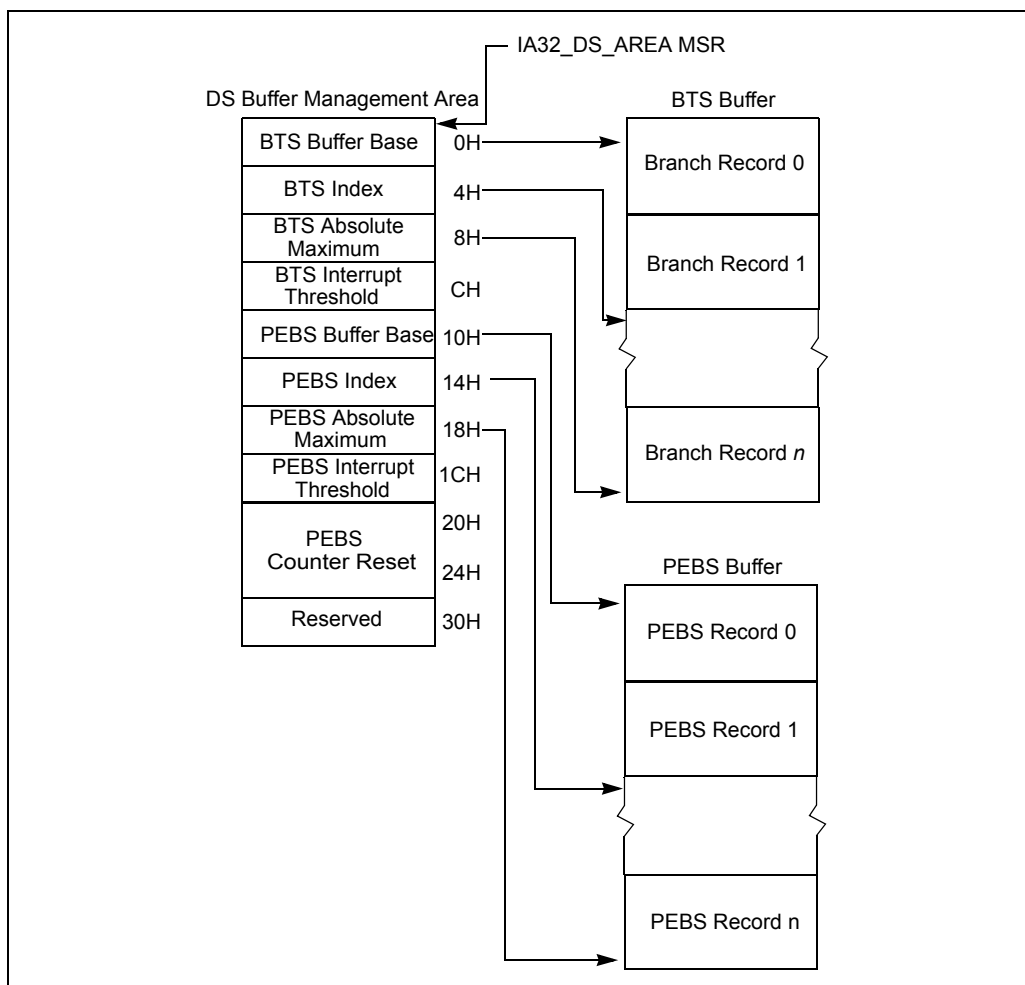 IA32_DS_AREA MSR
DS Buffer Management Area
BTS Buffer Base 0H
BTS Index 4H
BTS Absolute
Maximum 8H
BTS Interrupt
Threshold CH
PEBS Buffer Base 10H
PEBS Index 14H
PEBS Absolute
Maximum 18H
PEBS Interrupt
Threshold 1CH
20H
PEBS
Counter Reset
24H
Reserved 30H
BTS Buffer
Branch Record 0
Branch Record 1
Branch Record n
PEBS Buffer
PEBS Record 0
PEBS Record 1
PEBS Record n